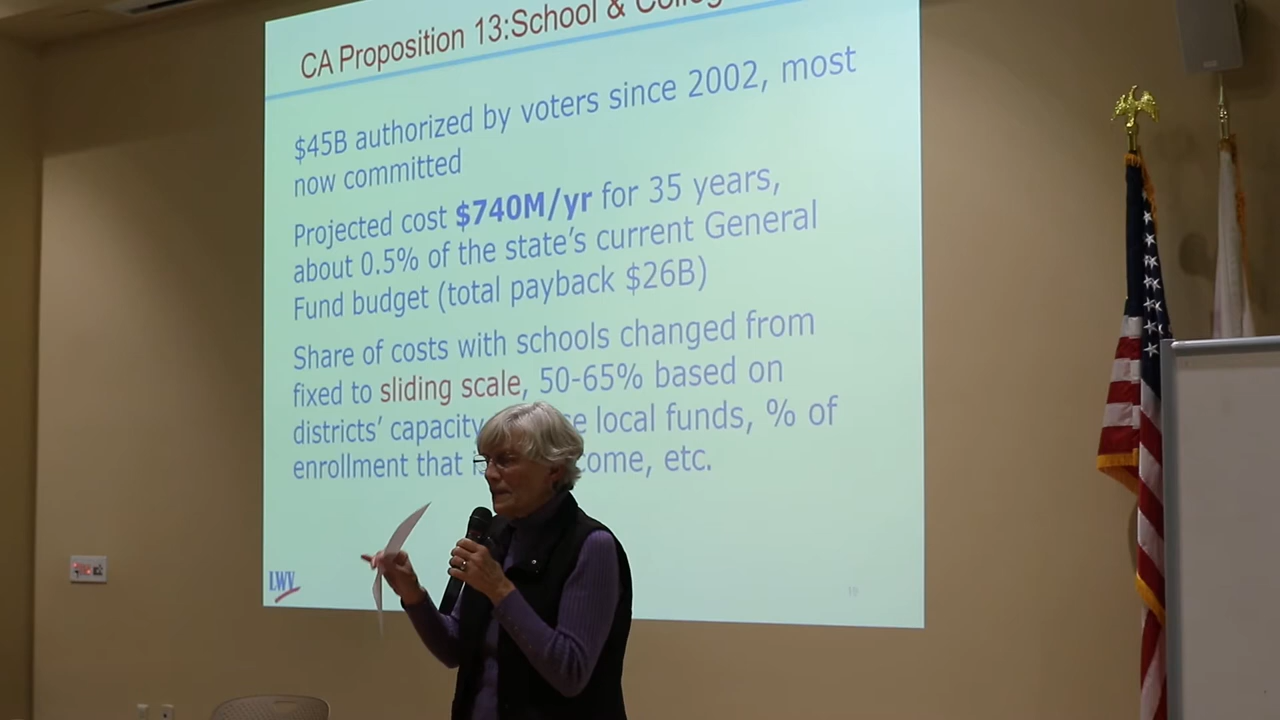 CA Proposition 13:School & Colleg
$45B authorized by voters since 2002, most
now committed
Projected cost $740M/yr for 35 years,
about 0.5% of the state's current General
Fund budget (total payback $26B)
Share of costs with schools changed from
fixed to sliding scale, 50-65% based on
districts' capacity local funds, % of
enrollment that etc.
LWV
19